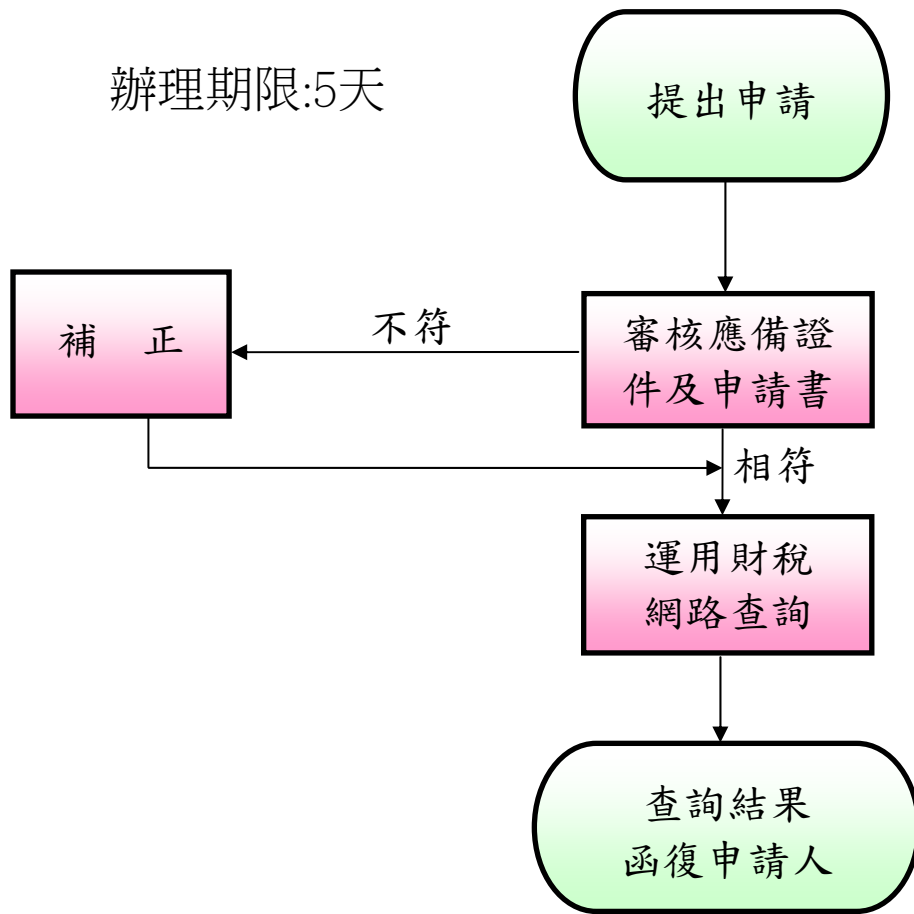 辦理期限:5天
提出申請
審核應備證
件及申請書
不符
補　正
相符
運用財稅
網路查詢
查詢結果
函復申請人